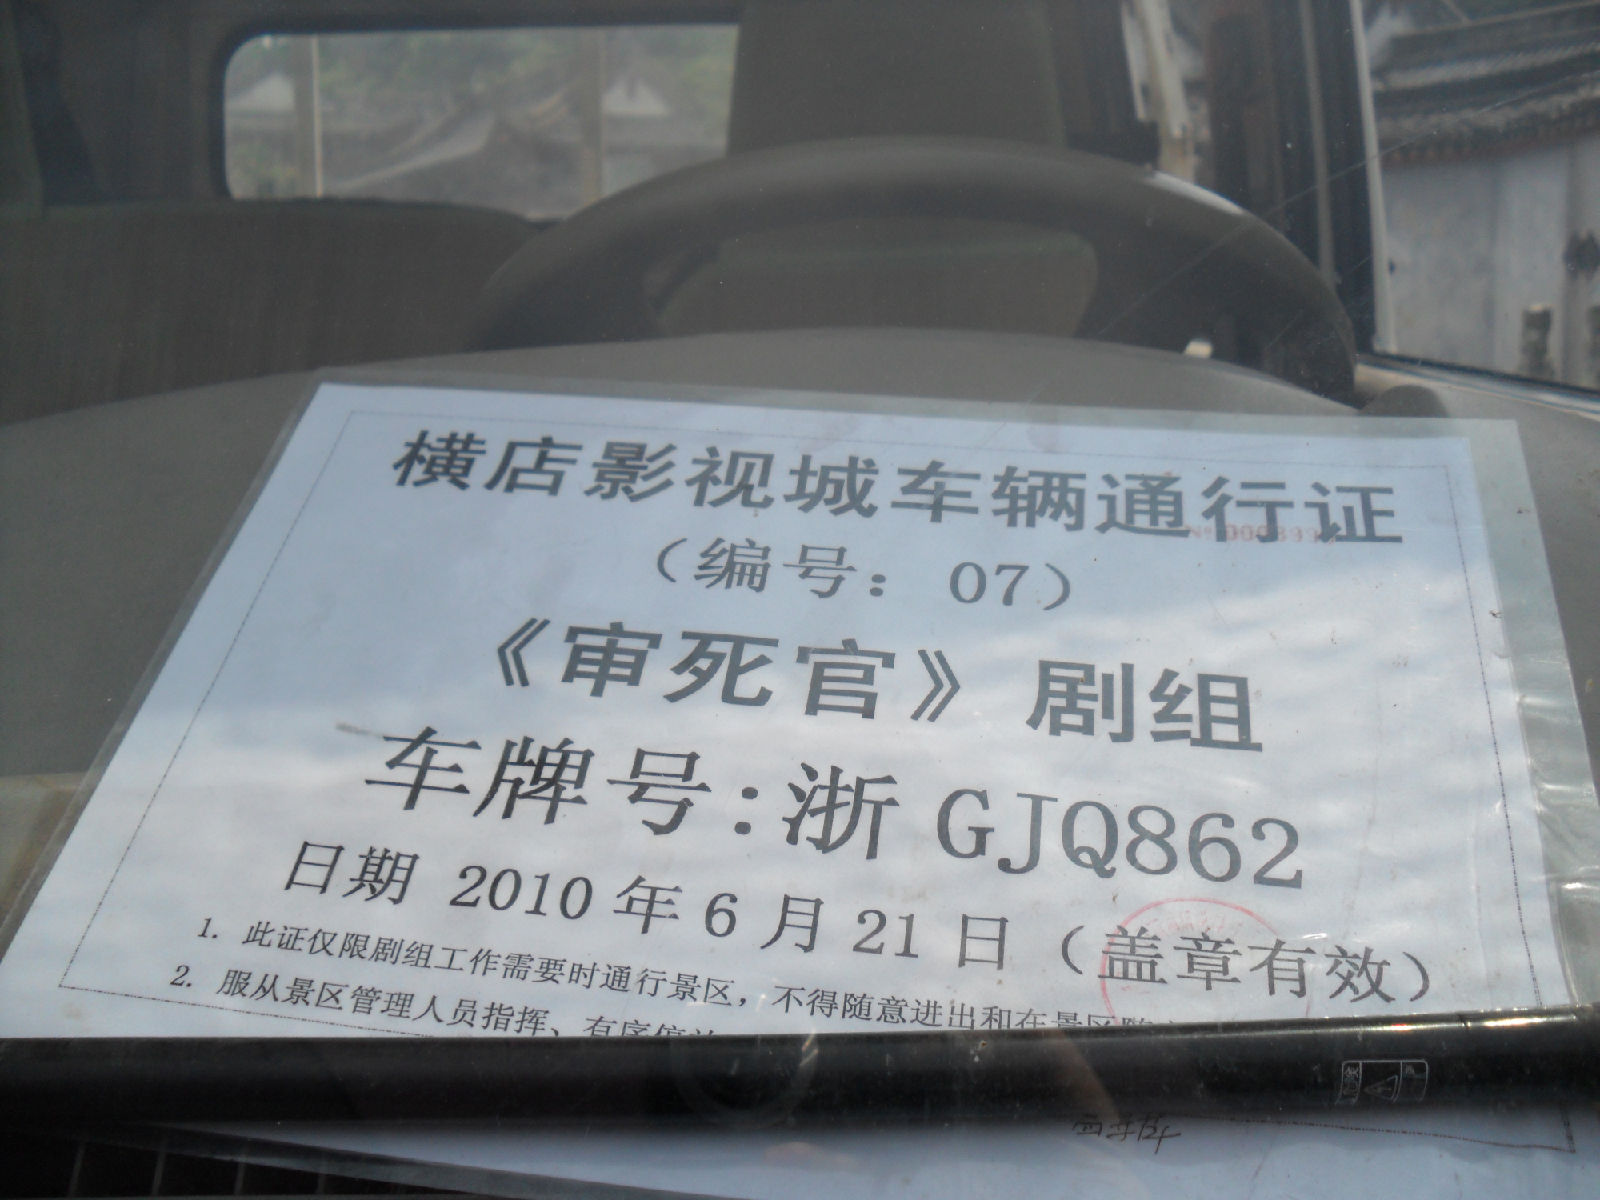 横店影视城车辆通行证
（编号：07）
《审死官》剧组
车牌号：浙 GJQ862
日期 2010 年 6 月 21 日（盖章有效）
1. 此证仅限剧组工作需要时通行景区，不得随意进出和在景区
2. 服从景区管理人员指挥、有序停